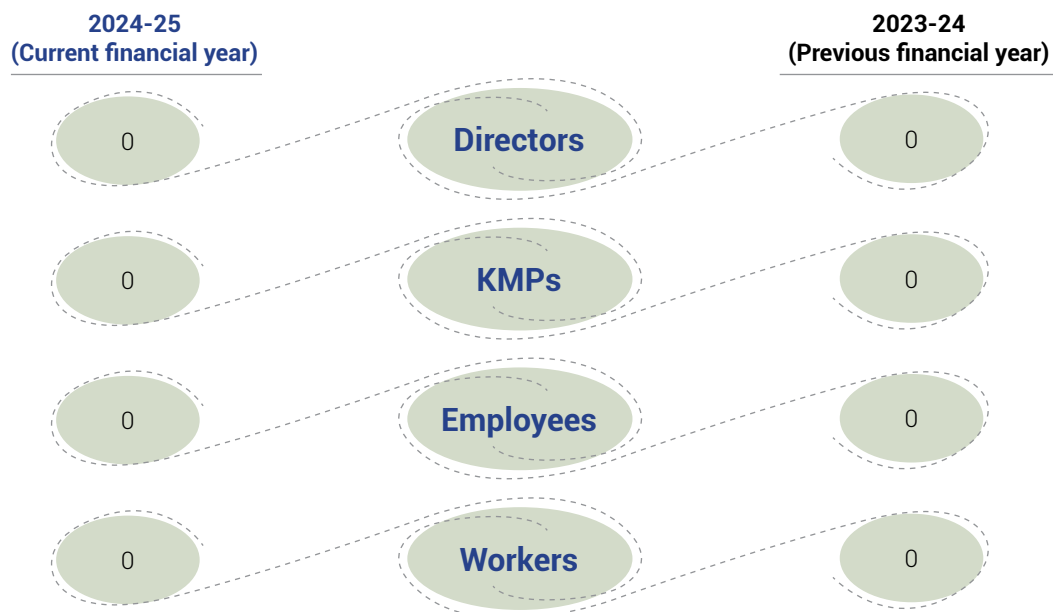 2024-25
(Current financial year)
2023-24
(Previous financial year)
0
Directors
0
0
KMPs
0
0
Employees
0
0
Workers
0